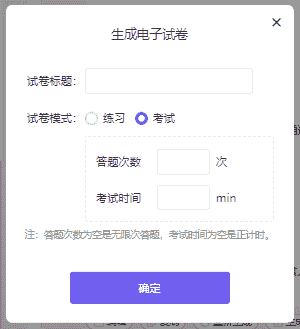 生成电子试卷
试卷标题：
试卷模式： 练习 考试
答题次数 次
考试时间 min
注：答题次数为空是无限次答题，考试时间为空是正计时。
确定